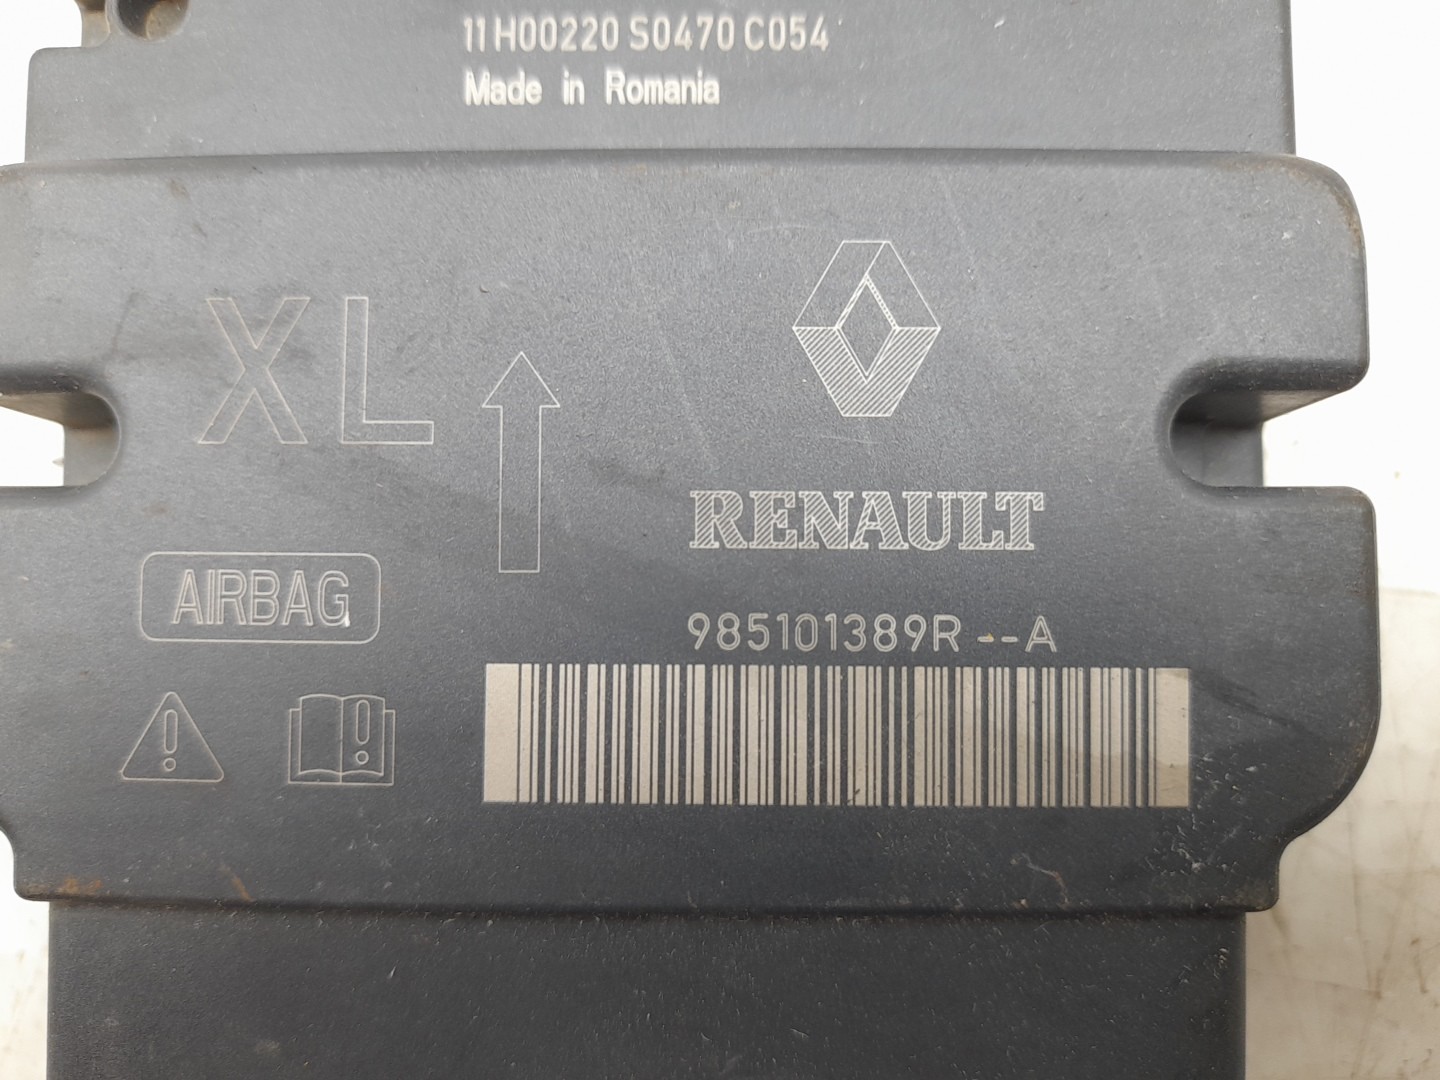 11H00220 S0470 C054
Made in Romania
XL
RENAULT
AIRBAG
985101389R--A